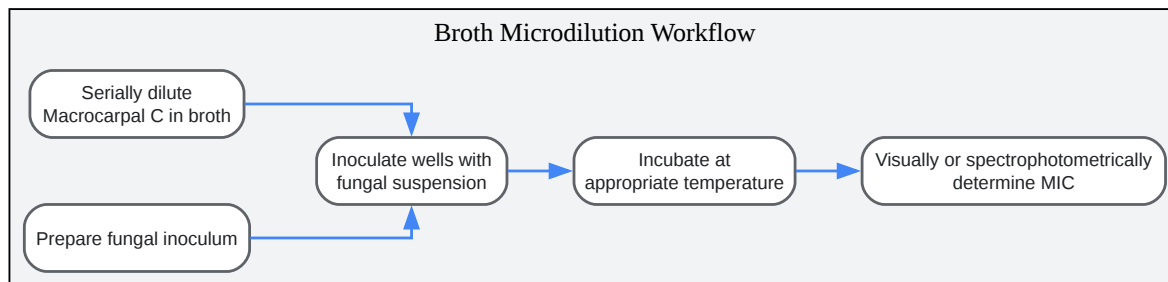 Broth Microdilution Workflow
Serially dilute
Macrocarpal C in broth
Prepare fungal inoculum
Inoculate wells with
fungal suspension
Incubate at
appropriate temperature
Visually or spectrophotometrically
determine MIC